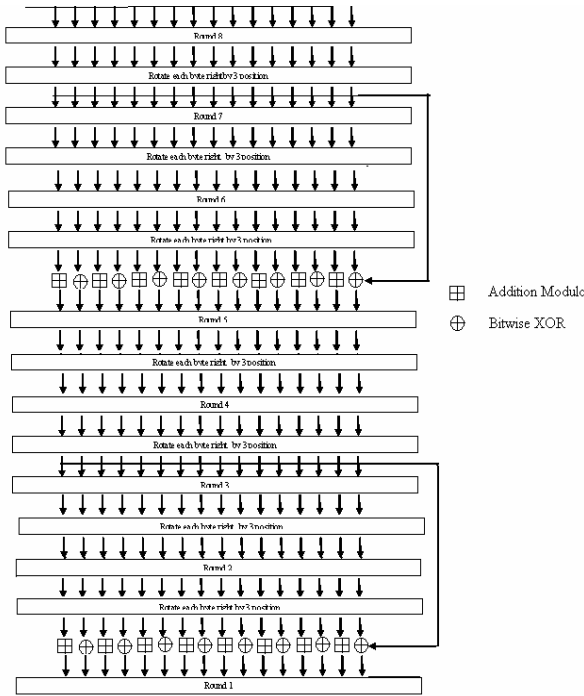 Round 8
Rotate each byte right by 3 position
Round 7
Rotate each byte right by 3 position
Round 6
Rotate each byte right by 3 position
Addition Modulo
Bitwise XOR
Round 5
Rotate each byte right by 3 position
Round 4
Rotate each byte right by 3 position
Round 3
Rotate each byte right by 3 position
Round 2
Rotate each byte right by 3 position
Round 1